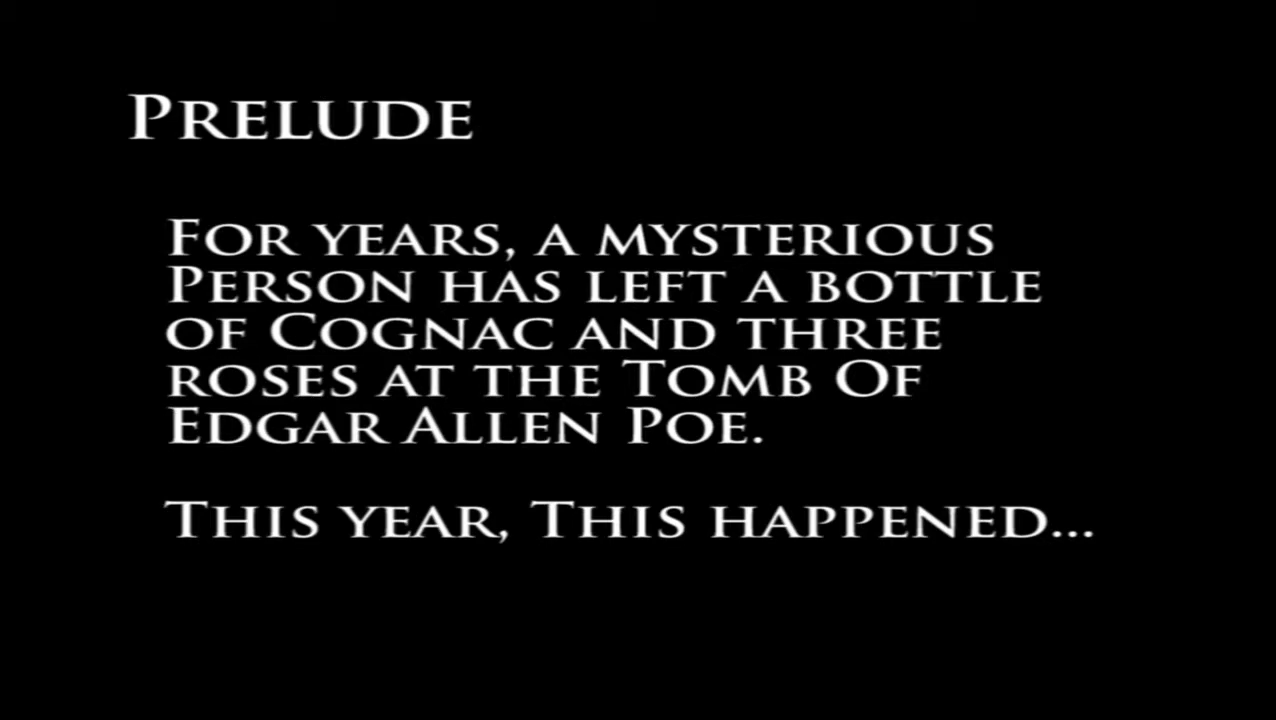 Prelude
For years, a mysterious
Person has left a bottle
of Cognac and three
roses at the Tomb Of
Edgar Allen Poe.
This year, This happened...